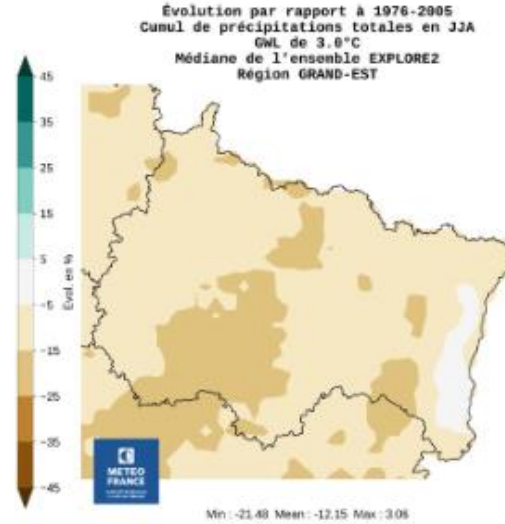 Évolution par rapport à 1976-2005
Cumul de précipitations totales en JJA
GWL de 3.0°C
Médiane de l'ensemble EXPLORE2
Région GRAND-EST
45
35
25
15
5
-5
-15
-25
-35
-45
Evol. en %
METEO
FRANCE
Min : -21.48 Mean : -12.15 Max : 3.06